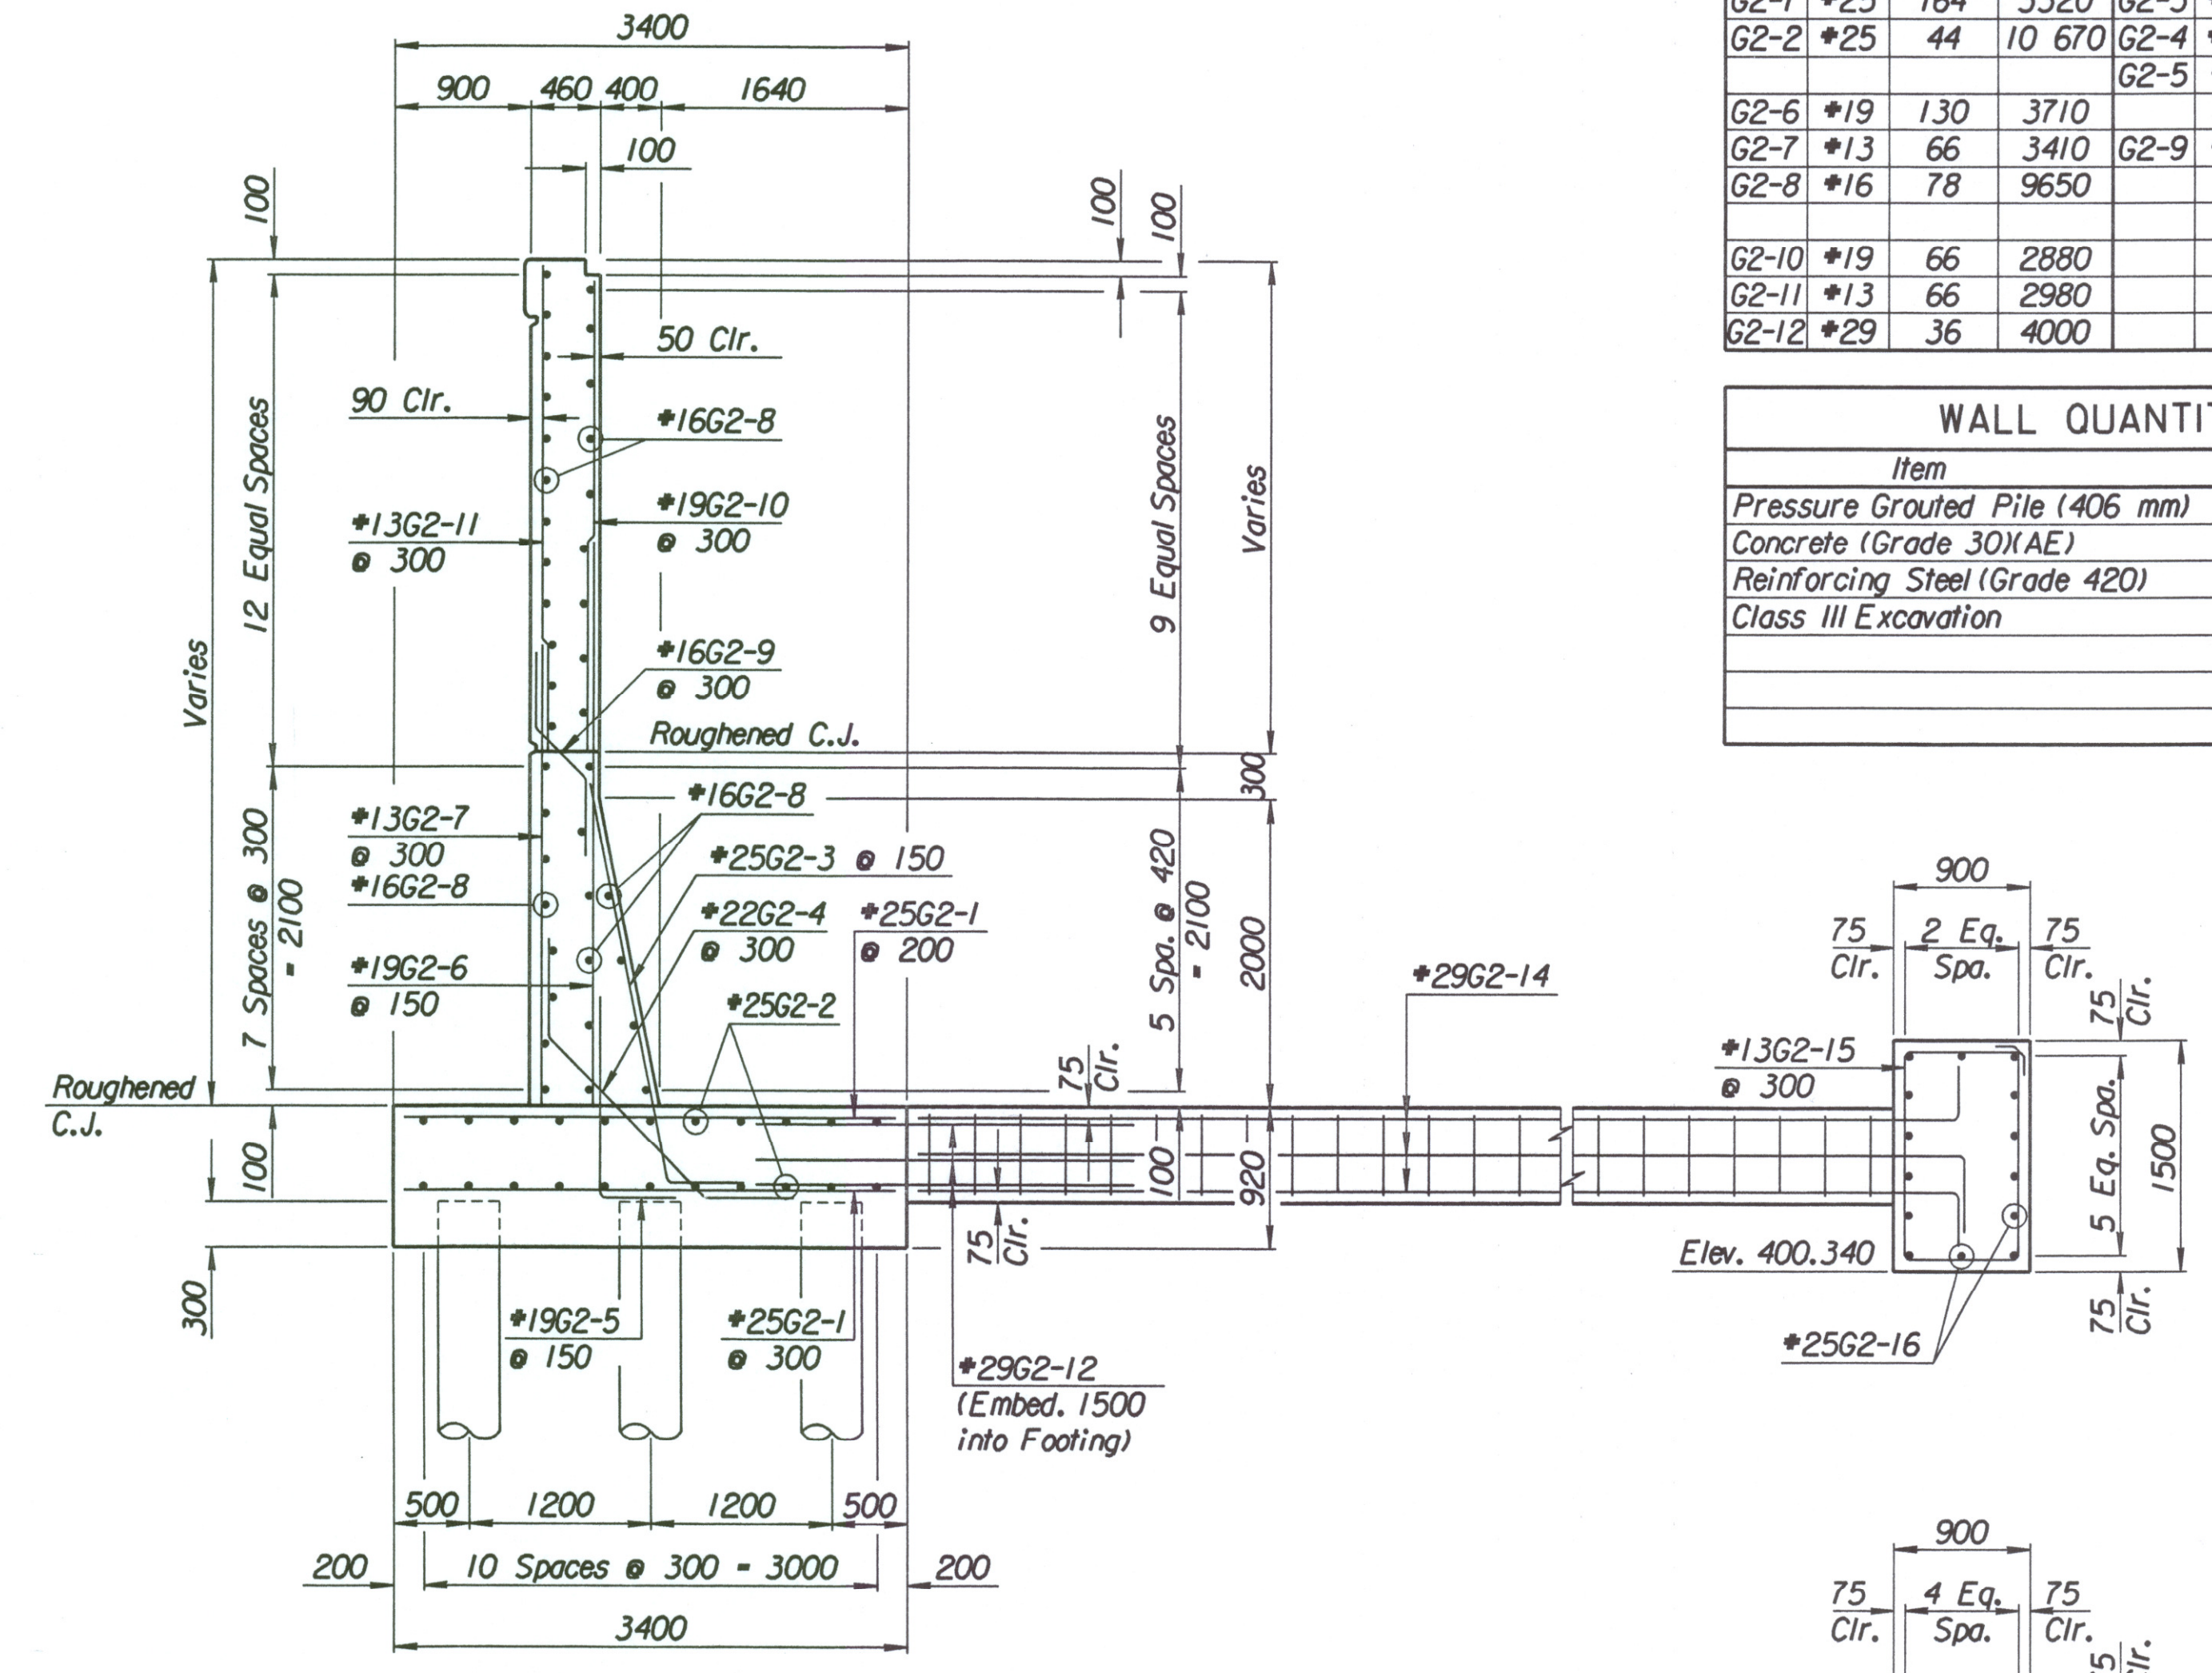 3400
900 460 400 1640
100
100
100
100
50 Clr.
90 Clr.
#16G2-8
12 Equal Spaces
#13G2-11
@ 300
#19G2-10
@ 300
9 Equal Spaces
Varies
Varies
#16G2-9
@ 300
Roughened C.J.
300
#13G2-7
@ 300
#16G2-8
#16G2-8
#25G2-3 @ 150
#22G2-4
@ 300
#25G2-1
@ 200
7 Spaces @ 300
= 2100
5 Spa. @ 420
= 2100
2000
#19G2-6
@ 150
#25G2-2
Roughened
C.J.
75
Clr.
100
300
100
920
75
Clr.
#19G2-5
@ 150
#25G2-1
@ 300
#29G2-12
(Embed. 1500
into Footing)
500 1200 1200 500
200 10 Spaces @ 300 = 3000 200
3400
#29G2-14
900
75 2 Eq. 75
Clr. Spa. Clr.
75
Clr.
#13G2-15
@ 300
5 Eq. Spa.
1500
Elev. 400.340
75
Clr.
#25G2-16
900
75 4 Eq. 75
Clr. Spa. Clr.
75
Clr.
G2-1 #25 164 3320 G2-3
G2-2 #25 44 10 670 G2-4
G2-5
G2-6 #19 130 3710
G2-7 #13 66 3410 G2-9
G2-8 #16 78 9650
G2-10 #19 66 2880
G2-11 #13 66 2980
G2-12 #29 36 4000
WALL QUANTIT
Item
Pressure Grouted Pile (406 mm)
Concrete (Grade 30)(AE)
Reinforcing Steel (Grade 420)
Class III Excavation